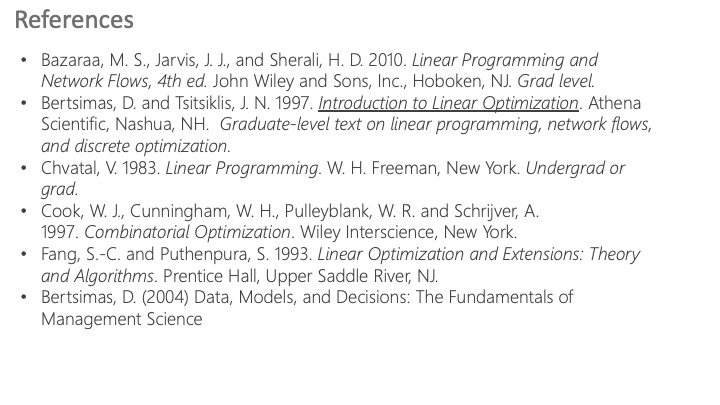 References
• Bazaraa, M. S., Jarvis, J. J., and Sherali, H. D. 2010. Linear Programming and
Network Flows, 4th ed. John Wiley and Sons, Inc., Hoboken, NJ. Grad level.
• Bertsimas, D. and Tsitsiklis, J. N. 1997. Introduction to Linear Optimization. Athena
Scientific, Nashua, NH. Graduate-level text on linear programming, network flows,
and discrete optimization.
• Chvatal, V. 1983. Linear Programming. W. H. Freeman, New York. Undergrad or
grad.
• Cook, W. J., Cunningham, W. H., Pulleyblank, W. R. and Schrijver, A.
1997. Combinatorial Optimization. Wiley Interscience, New York.
• Fang, S.-C. and Puthenpura, S. 1993. Linear Optimization and Extensions: Theory
and Algorithms. Prentice Hall, Upper Saddle River, NJ.
• Bertsimas, D. (2004) Data, Models, and Decisions: The Fundamentals of
Management Science